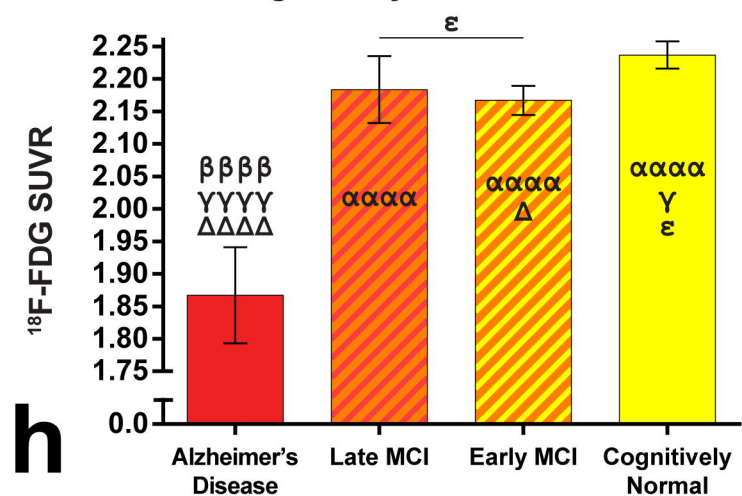 ε
2.25
2.20
2.15
2.10
2.05
2.00
1.95
1.90
1.85
1.80
1.75
0.0
¹⁸F-FDG SUVR
ββββ
γγγγ
ΔΔΔΔ
αααα
αααα
Δ
αααα
γ
ε
h
Alzheimer's
Disease
Late MCI
Early MCI
Cognitively
Normal